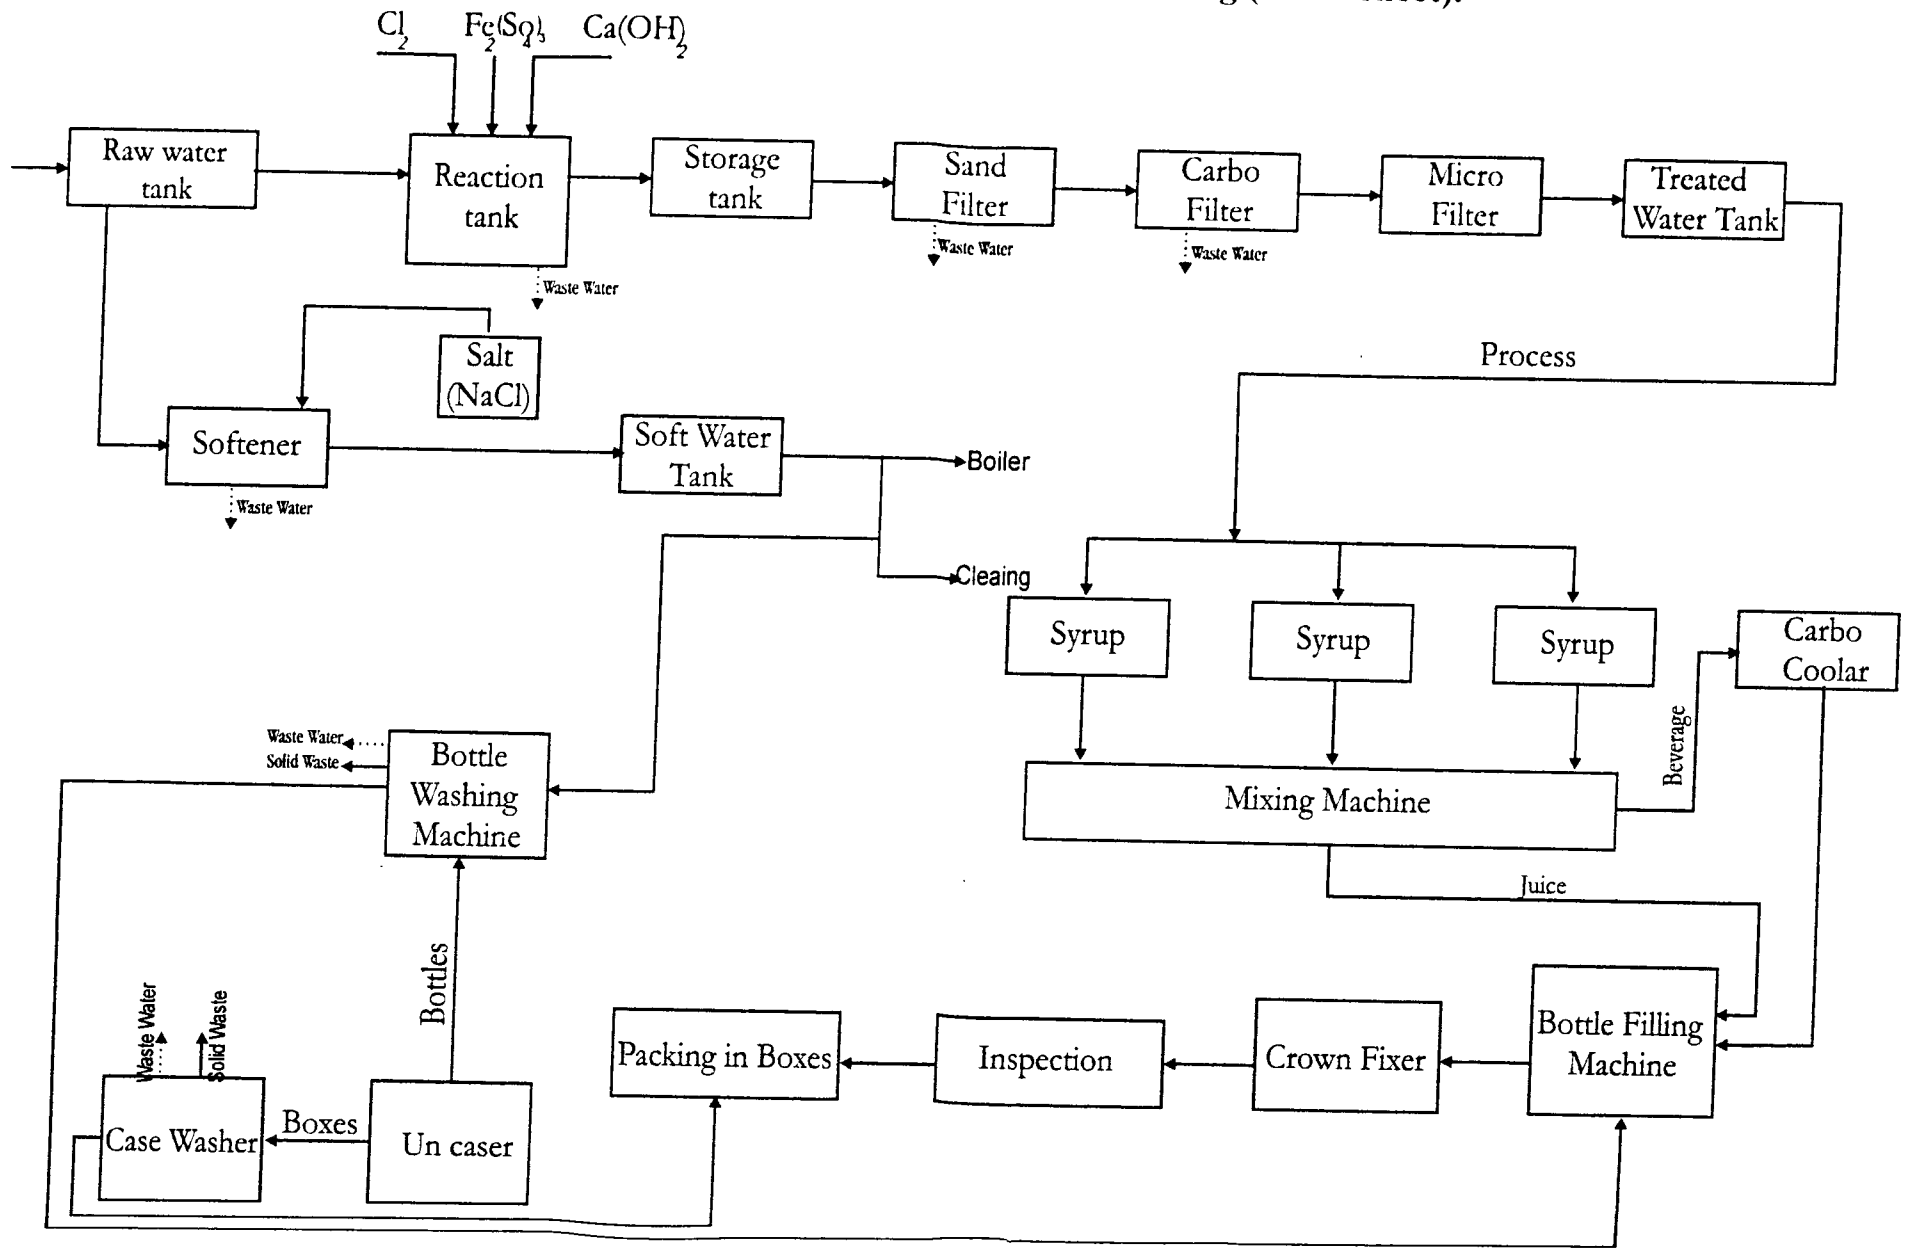 Cl2
Fe2(So4)3
Ca(OH)2
Raw water
tank
Reaction
tank
Storage
tank
Sand
Filter
Carbo
Filter
Micro
Filter
Treated
Water Tank
Waste Water
Waste Water
Waste Water
Salt
(NaCl)
Process
Softener
Soft Water
Tank
Boiler
Waste Water
Cleaing
Syrup
Syrup
Syrup
Carbo
Coolar
Beverage
Waste Water
Solid Waste
Bottle
Washing
Machine
Mixing Machine
Juice
Bottles
Waste Water
Solid Waste
Packing in Boxes
Inspection
Crown Fixer
Bottle Filling
Machine
Case Washer
Boxes
Un caser